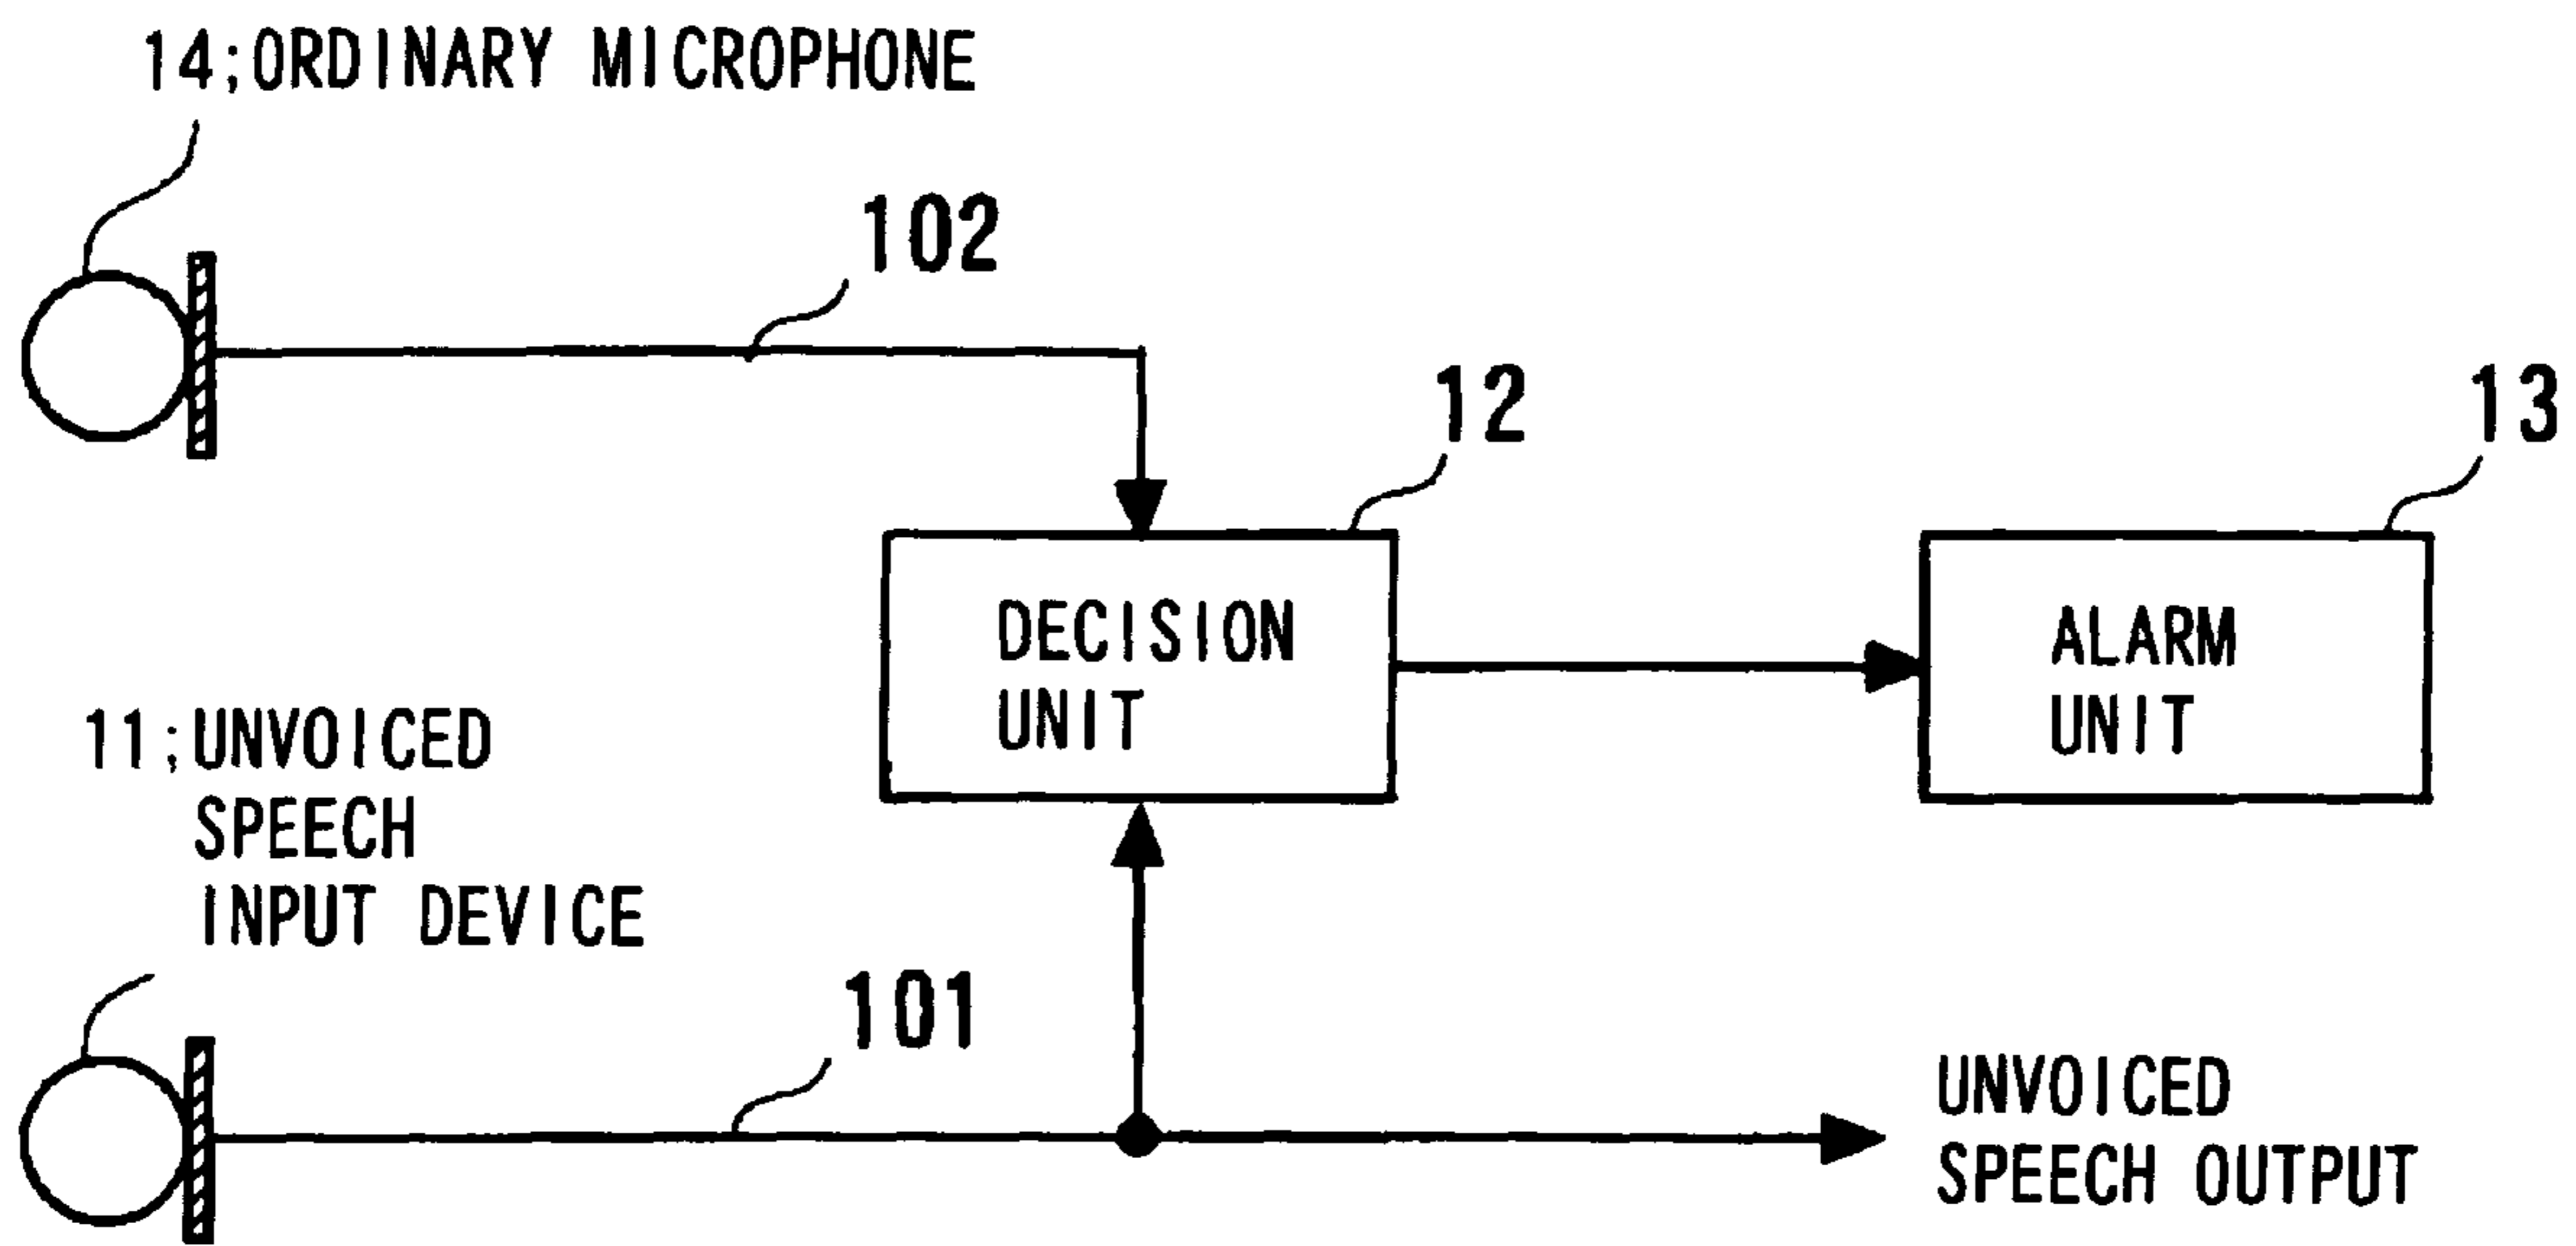 14;ORDINARY MICROPHONE
102
12
13
DECISION
UNIT
ALARM
UNIT
11;UNVOICED
SPEECH
INPUT DEVICE
101
UNVOICED
SPEECH OUTPUT